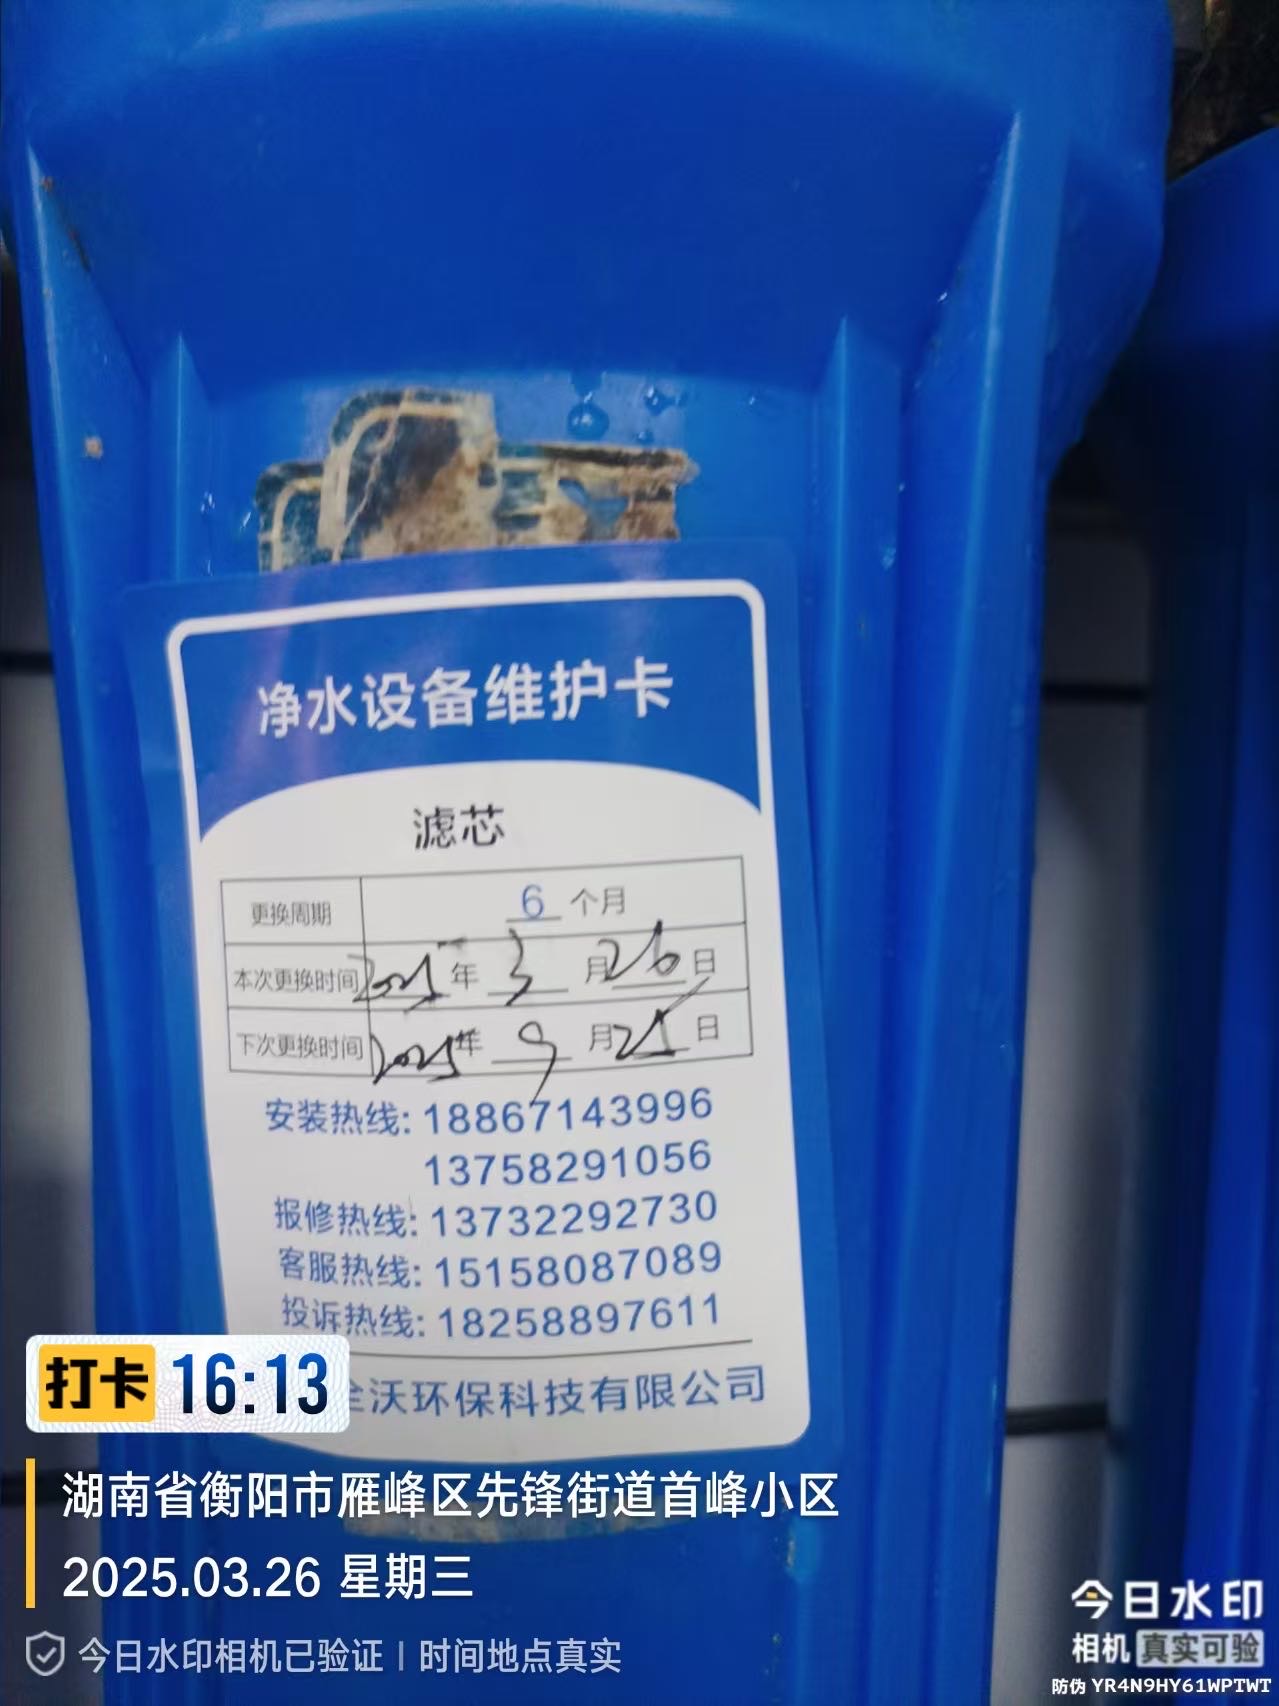 净水设备维护卡
滤芯
更换周期 6 个月
本次更换时间 2025 年 3 月 26 日
下次更换时间 2025 年 9 月 25 日
安装热线: 18867143996
13758291056
报修热线: 13732292730
客服热线: 15158087089
投诉热线: 18258897611
沃环保科技有限公司
打卡 16:13
湖南省衡阳市雁峰区先锋街道首峰小区
2025.03.26 星期三
今日水印相机已验证 | 时间地点真实
今日水印
相机 真实可验
防伪 YR4N9HY61WPTWT